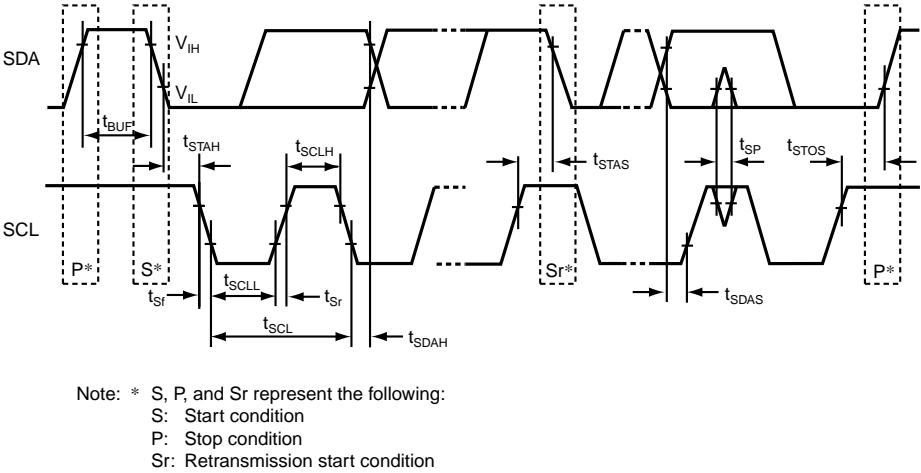 SDA
V_IH
V_IL
t_BUF
t_STAH
t_SCLH
t_STAS
t_SP
t_STOS
SCL
P*
S*
Sr*
P*
t_Sf
t_SCLL
t_Sr
t_SDAS
t_SCL
t_SDAH
Note: * S, P, and Sr represent the following:
S: Start condition
P: Stop condition
Sr: Retransmission start condition